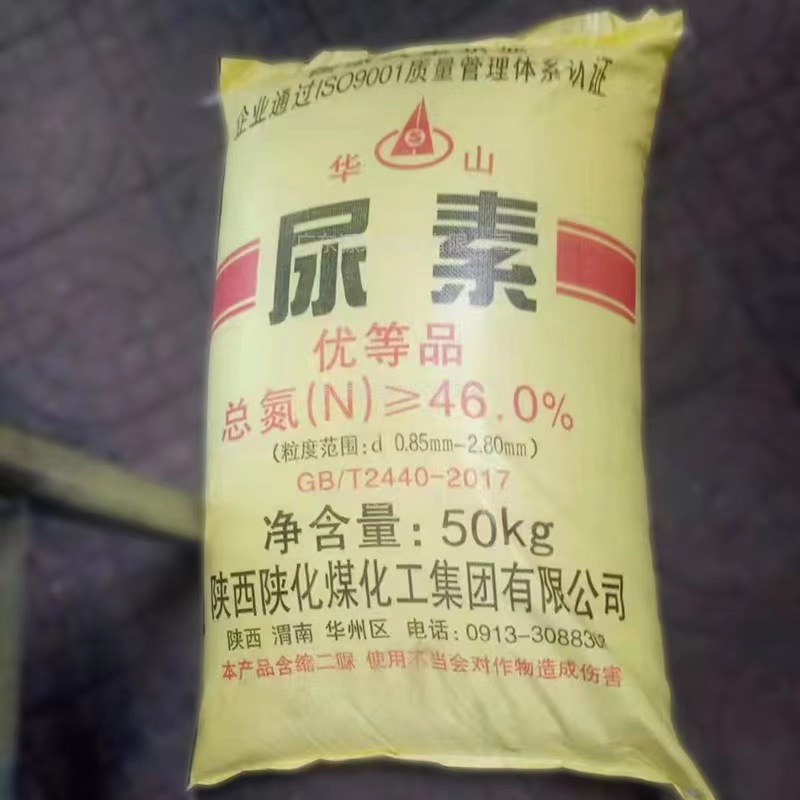 企业通过ISO9001质量管理体系认证
华 山
尿素
优等品
总氮(N)≥46.0%
(粒度范围:d 0.85mm-2.80mm)
GB/T2440-2017
净含量: 50kg
陕西陕化煤化工集团有限公司
陕西 渭南 华州区 电话:0913-30883
本产品含缩二脲 使用不当会对作物造成伤害